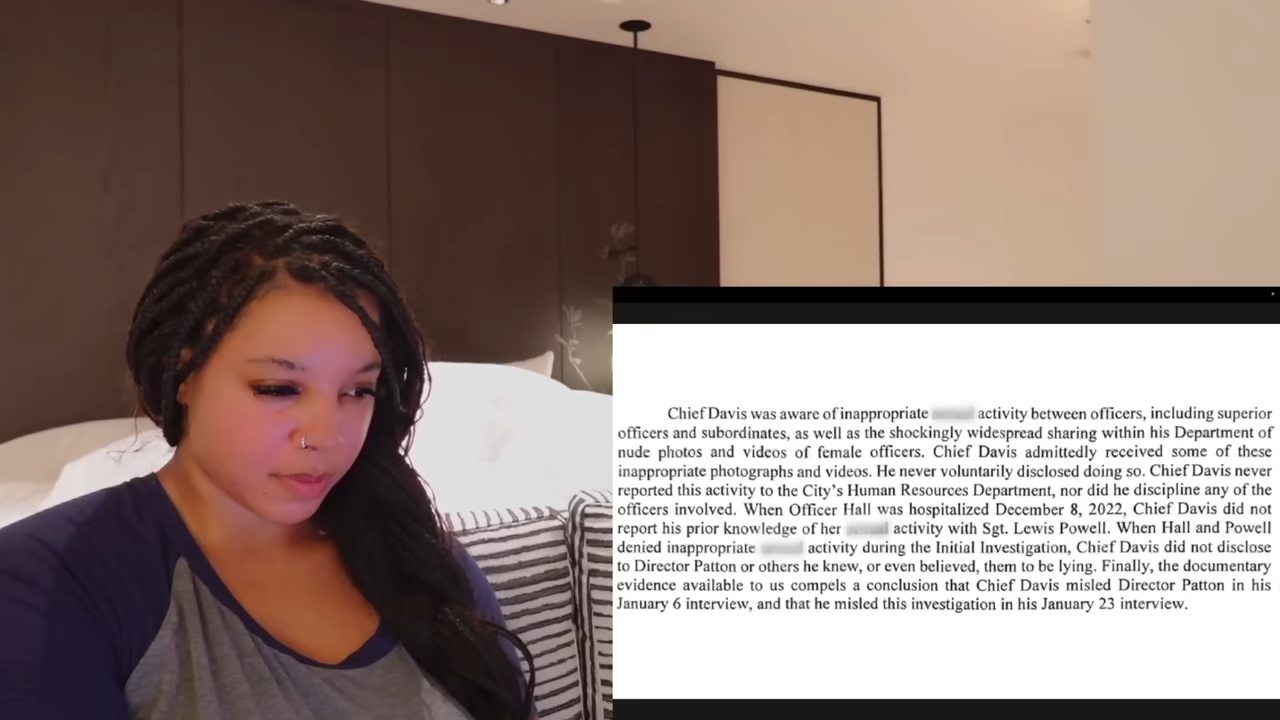 Chief Davis was aware of inappropriate activity between officers, including superior
officers and subordinates, as well as the shockingly widespread sharing within his Department of
nude photos and videos of female officers. Chief Davis admittedly received some of these
inappropriate photographs and videos. He never voluntarily disclosed doing so. Chief Davis never
reported this activity to the City's Human Resources Department, nor did he discipline any of the
officers involved. When Officer Hall was hospitalized December 8, 2022, Chief Davis did not
report his prior knowledge of her activity with Sgt. Lewis Powell. When Hall and Powell
denied inappropriate activity during the Initial Investigation, Chief Davis did not disclose
to Director Patton or others he knew, or even believed, them to be lying. Finally, the documentary
evidence available to us compels a conclusion that Chief Davis misled Director Patton in his
January 6 interview, and that he misled this investigation in his January 23 interview.